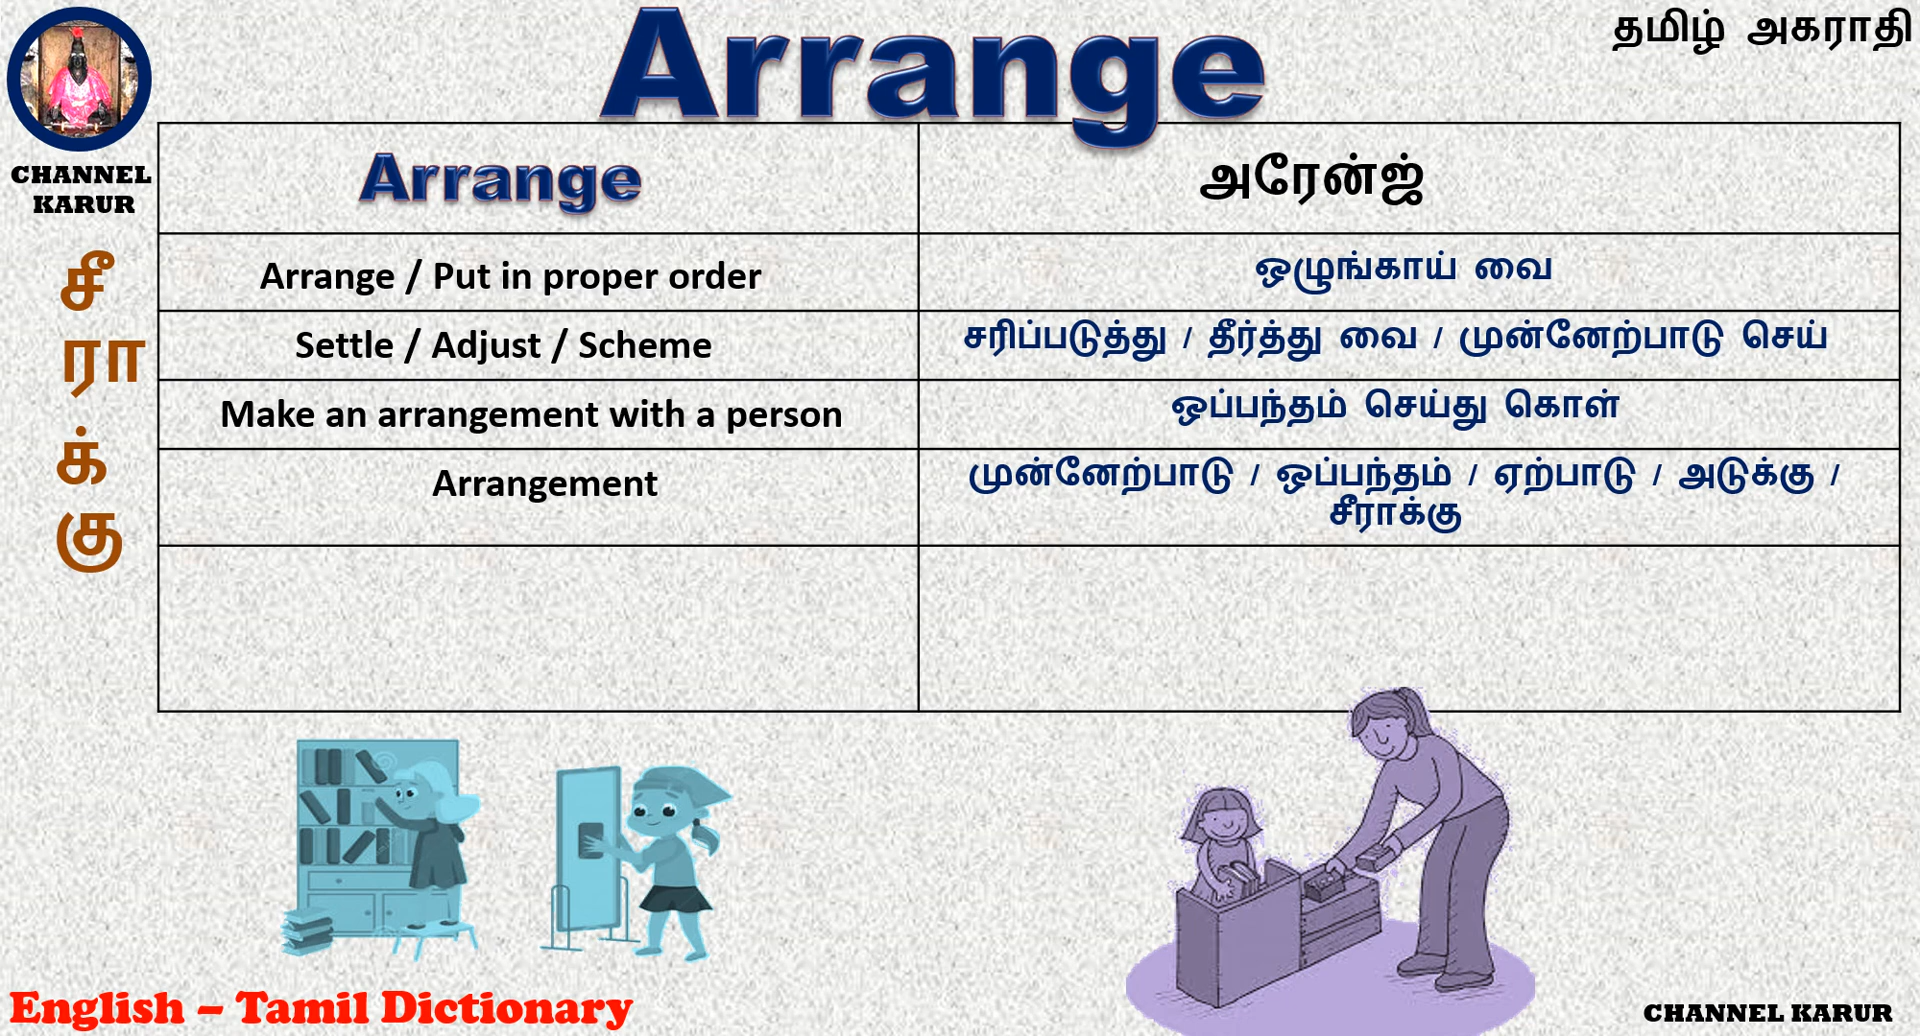 Arrange
தமிழ் அகராதி
CHANNEL
KARUR
Arrange
அரேன்ஜ்
Arrange / Put in proper order
ஒழுங்காய் வை
Settle / Adjust / Scheme
சரிப்படுத்து / தீர்த்து வை / முன்னேற்பாடு செய்
Make an arrangement with a person
ஒப்பந்தம் செய்து கொள்
Arrangement
முன்னேற்பாடு / ஒப்பந்தம் / ஏற்பாடு / அடுக்கு /
சீராக்கு
சீ
ரா
க்
கு
English – Tamil Dictionary
CHANNEL KARUR